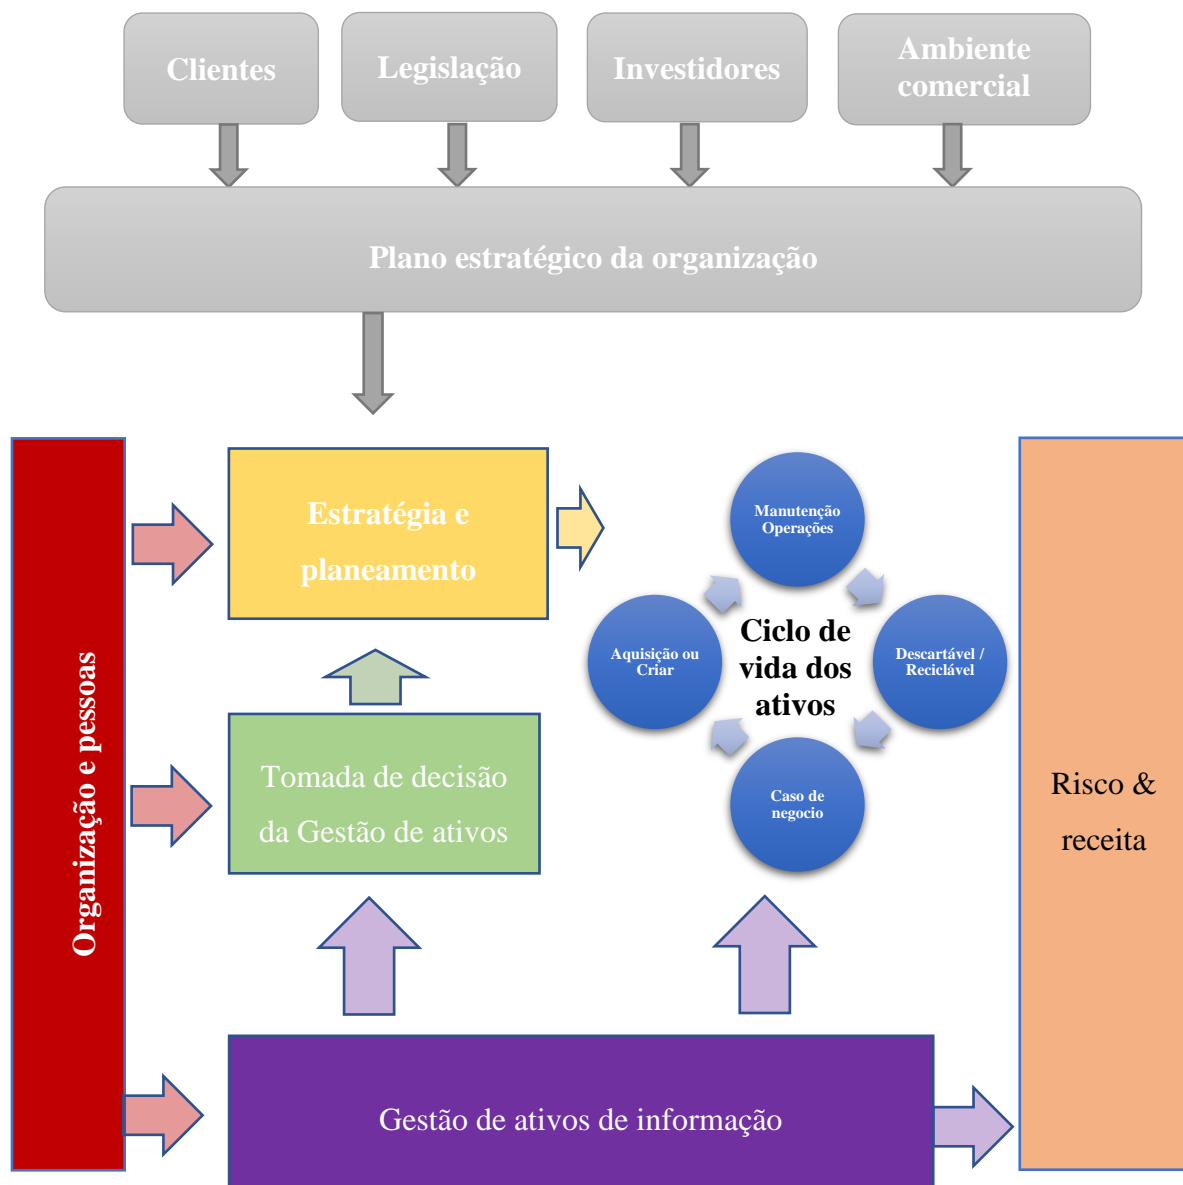 Clientes
Legislação
Investidores
Ambiente
comercial
Plano estratégico da organização
Organização e pessoas
Estratégia e
planeamento
Manutenção
Operações
Aquisição ou
Criar
Ciclo de
vida dos
ativos
Descartável /
Reciclável
Caso de
negocio
Tomada de decisão
da Gestão de ativos
Risco &
receita
Gestão de ativos de informação